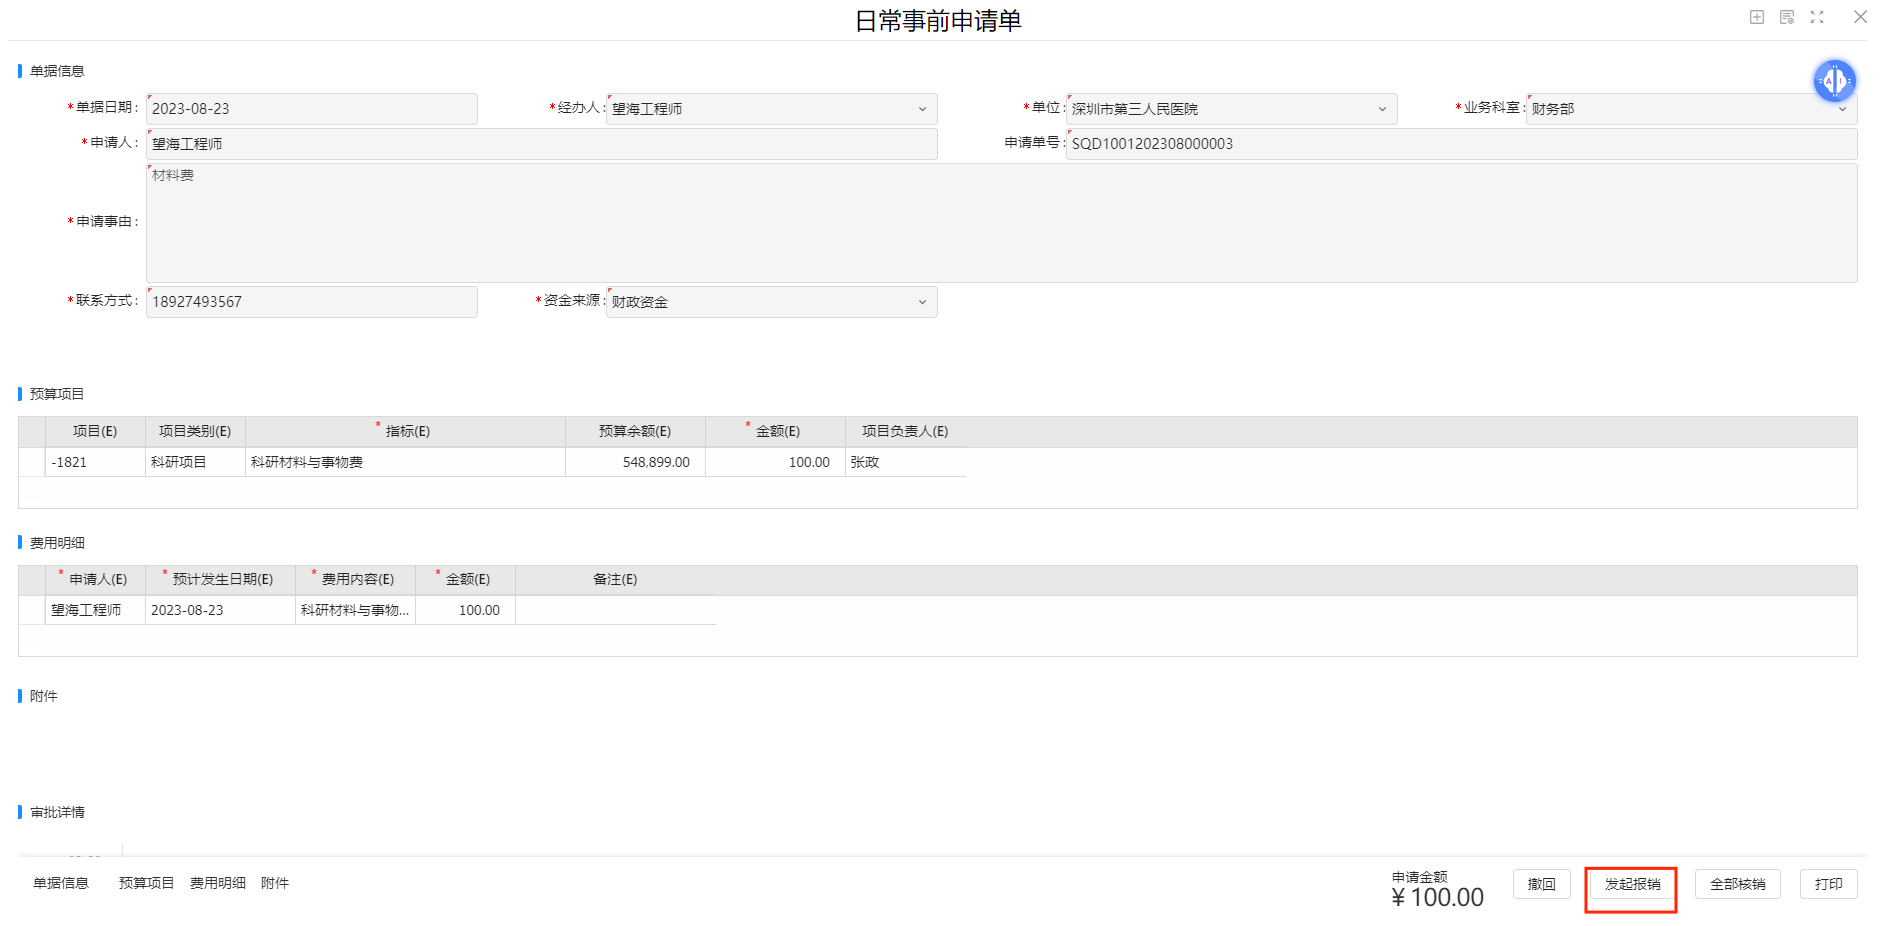 日常事前申请单
单据信息
*单据日期: 2023-08-23 *经办人: 望海工程师 *单位: 深圳市第三人民医院 *业务科室: 财务部
*申请人: 望海工程师 申请单号: SQD1001202308000003
*申请事由: 材料费
*联系方式: 18927493567 *资金来源: 财政资金
预算项目
项目(E) 项目类别(E) *指标(E) 预算余额(E) *金额(E) 项目负责人(E)
-1821 科研项目 科研材料与事物费 548,899.00 100.00 张政
费用明细
*申请人(E) *预计发生日期(E) *费用内容(E) *金额(E) 备注(E)
望海工程师 2023-08-23 科研材料与事物... 100.00
附件
审批详情
单据信息 预算项目 费用明细 附件
申请金额
¥100.00
撤回 发起报销 全部核销 打印